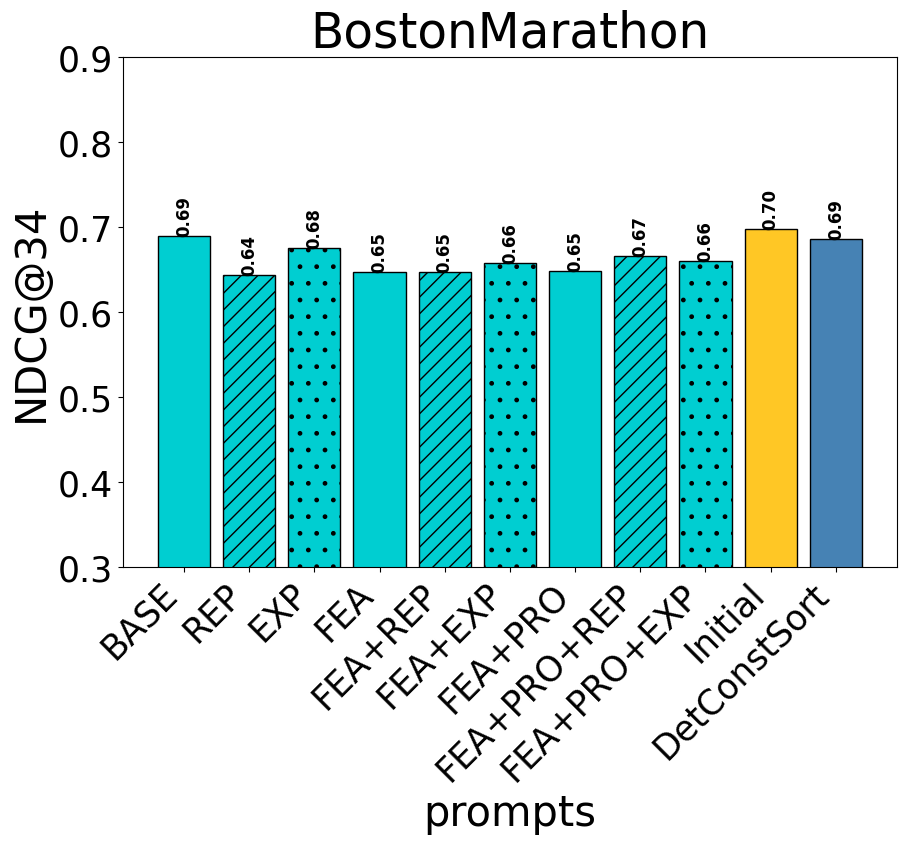 BostonMarathon
NDCG@34
0.9
0.8
0.7
0.6
0.5
0.4
0.3
0.69
0.64
0.68
0.65
0.65
0.66
0.65
0.67
0.66
0.70
0.69
BASE
REP
EXP
FEA
FEA+REP
FEA+EXP
FEA+PRO
FEA+PRO+REP
FEA+PRO+EXP
Initial
DetConstSort
prompts